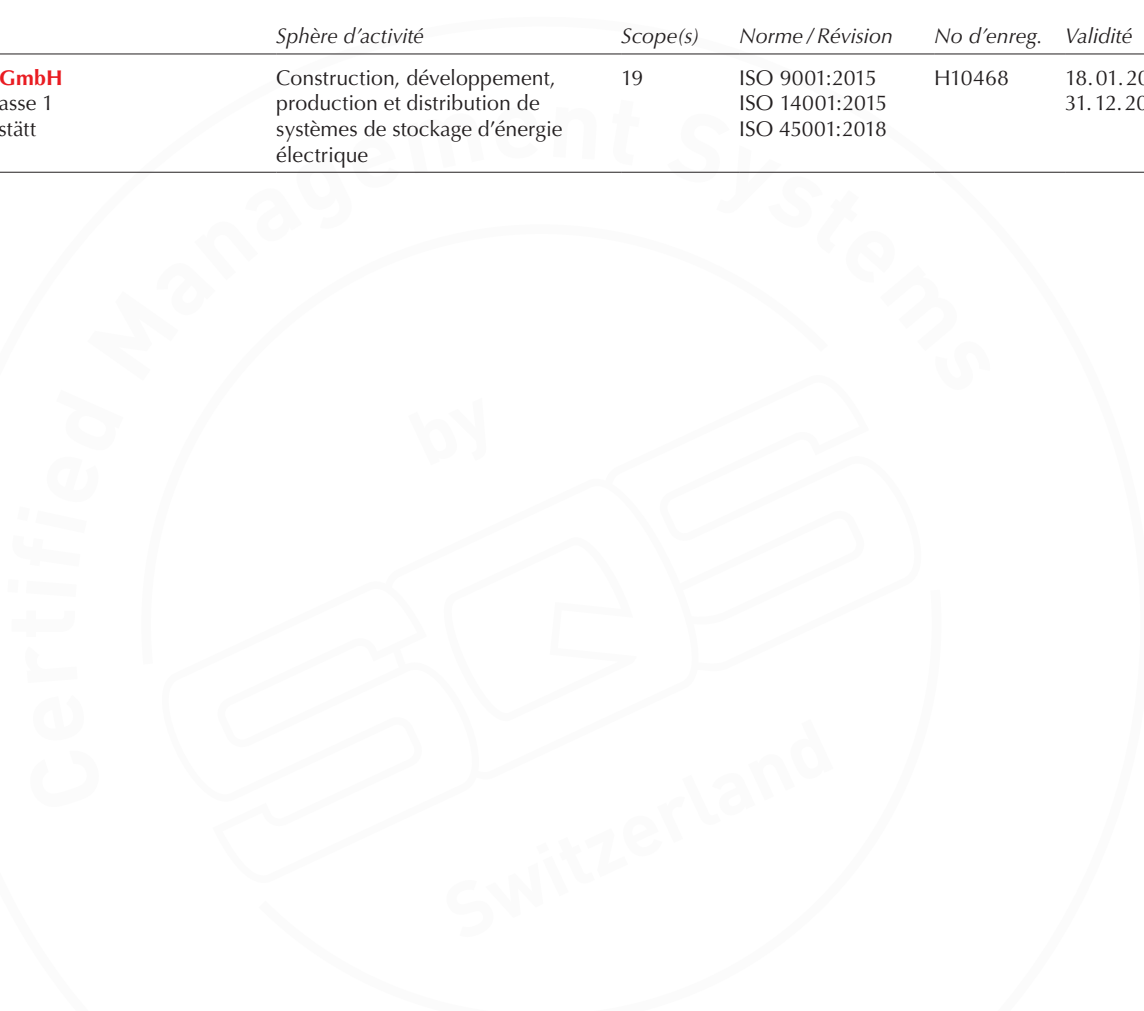 Sphère d'activité Scope(s) Norme / Révision No d'enreg. Validité
GmbH Construction, développement, 19 ISO 9001:2015 H10468 18.01.20
asse 1 production et distribution de ISO 14001:2015 31.12.20
stätt systèmes de stockage d'énergie ISO 45001:2018
électrique
Certified Management Systems
by
SQS
Switzerland